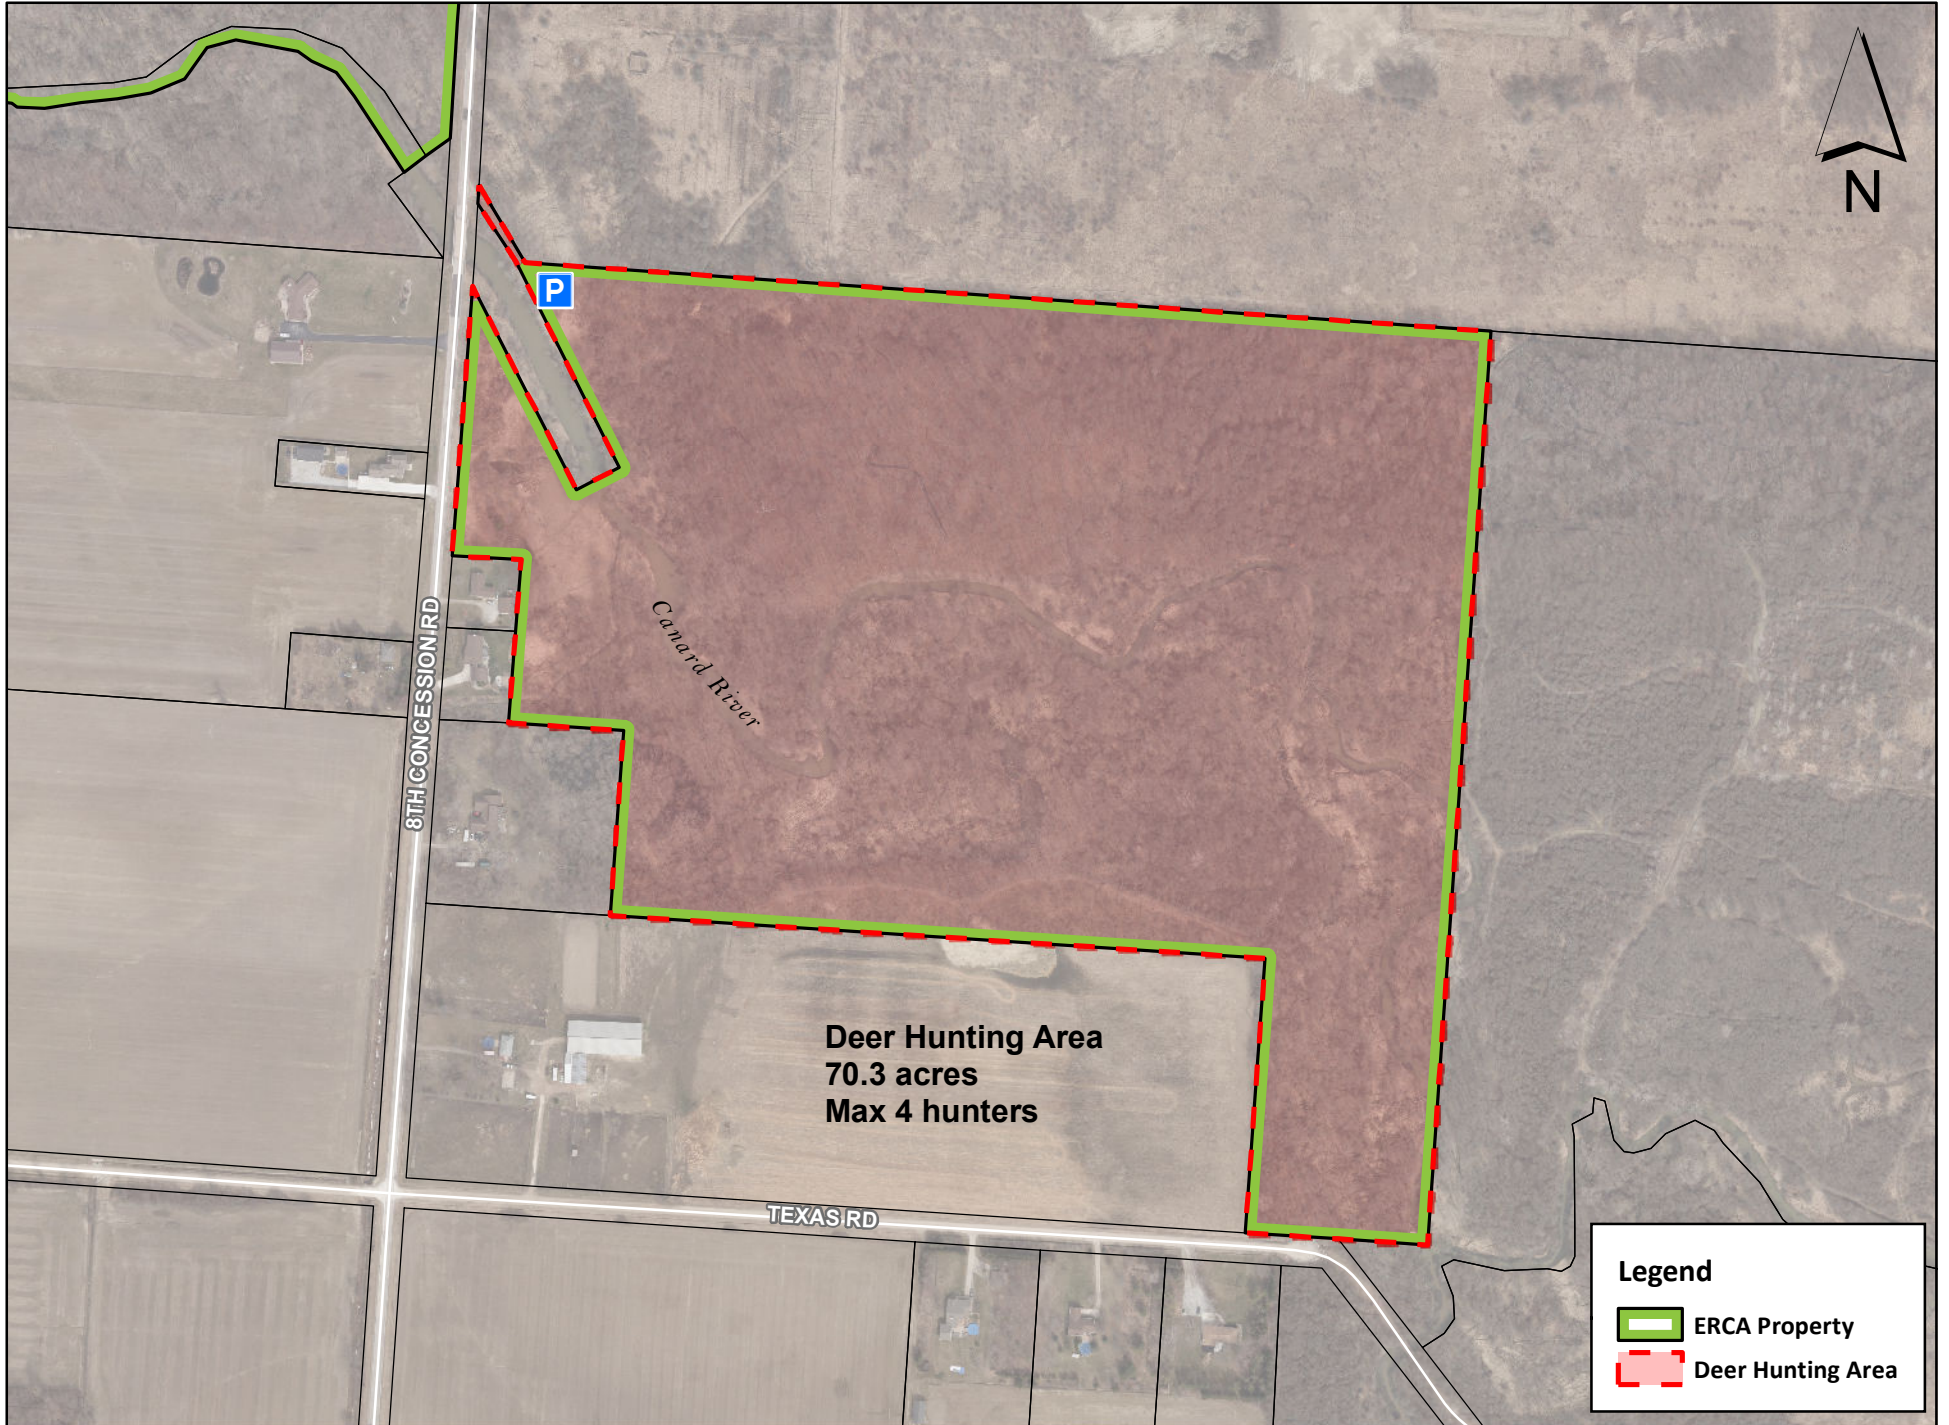 N
P
Canard River
8TH CONCESSION RD
Deer Hunting Area
70.3 acres
Max 4 hunters
TEXAS RD
Legend
ERCA Property
Deer Hunting Area